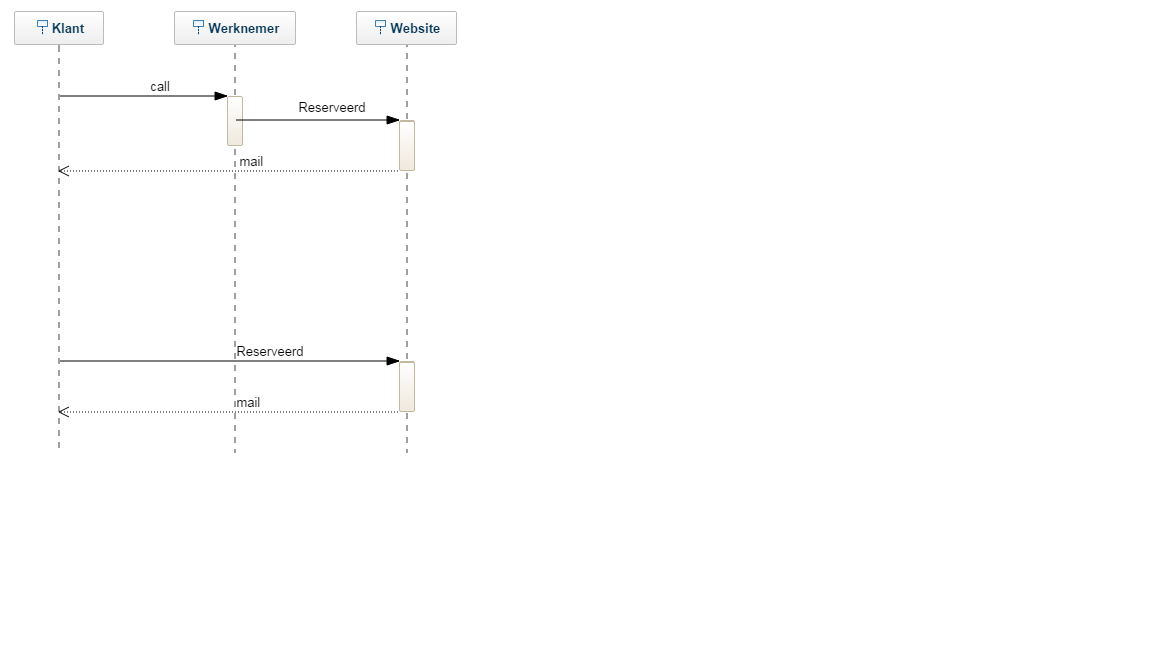 Klant
Werknemer
Website
call
Reserveerd
mail
Reserveerd
mail